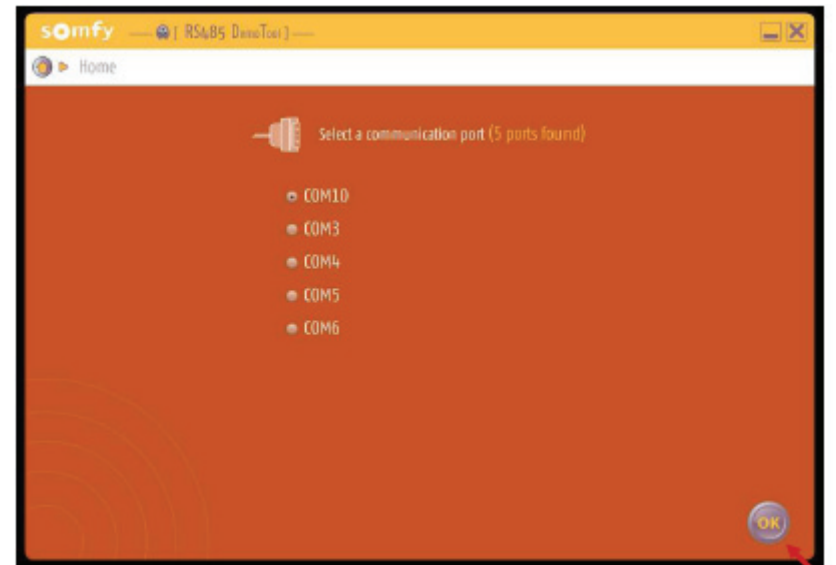 somfy [ RS485 DemoTool ]
Home
Select a communication port (5 ports found)
COM10
COM3
COM4
COM5
COM6
OK